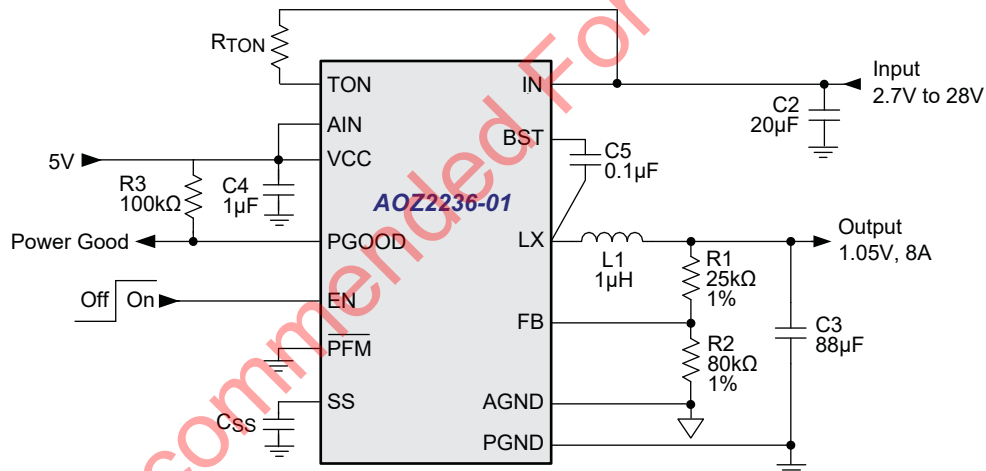 RTON
TON
IN
Input
2.7V to 28V
C2
20µF
AIN
BST
5V
VCC
C5
0.1µF
R3
100kΩ
C4
1µF
AOZ2236-01
Power Good
PGOOD
LX
L1
1µH
Output
1.05V, 8A
R1
25kΩ
1%
Off
On
EN
FB
C3
88µF
PFM
R2
80kΩ
1%
SS
AGND
CSS
PGND
commended For